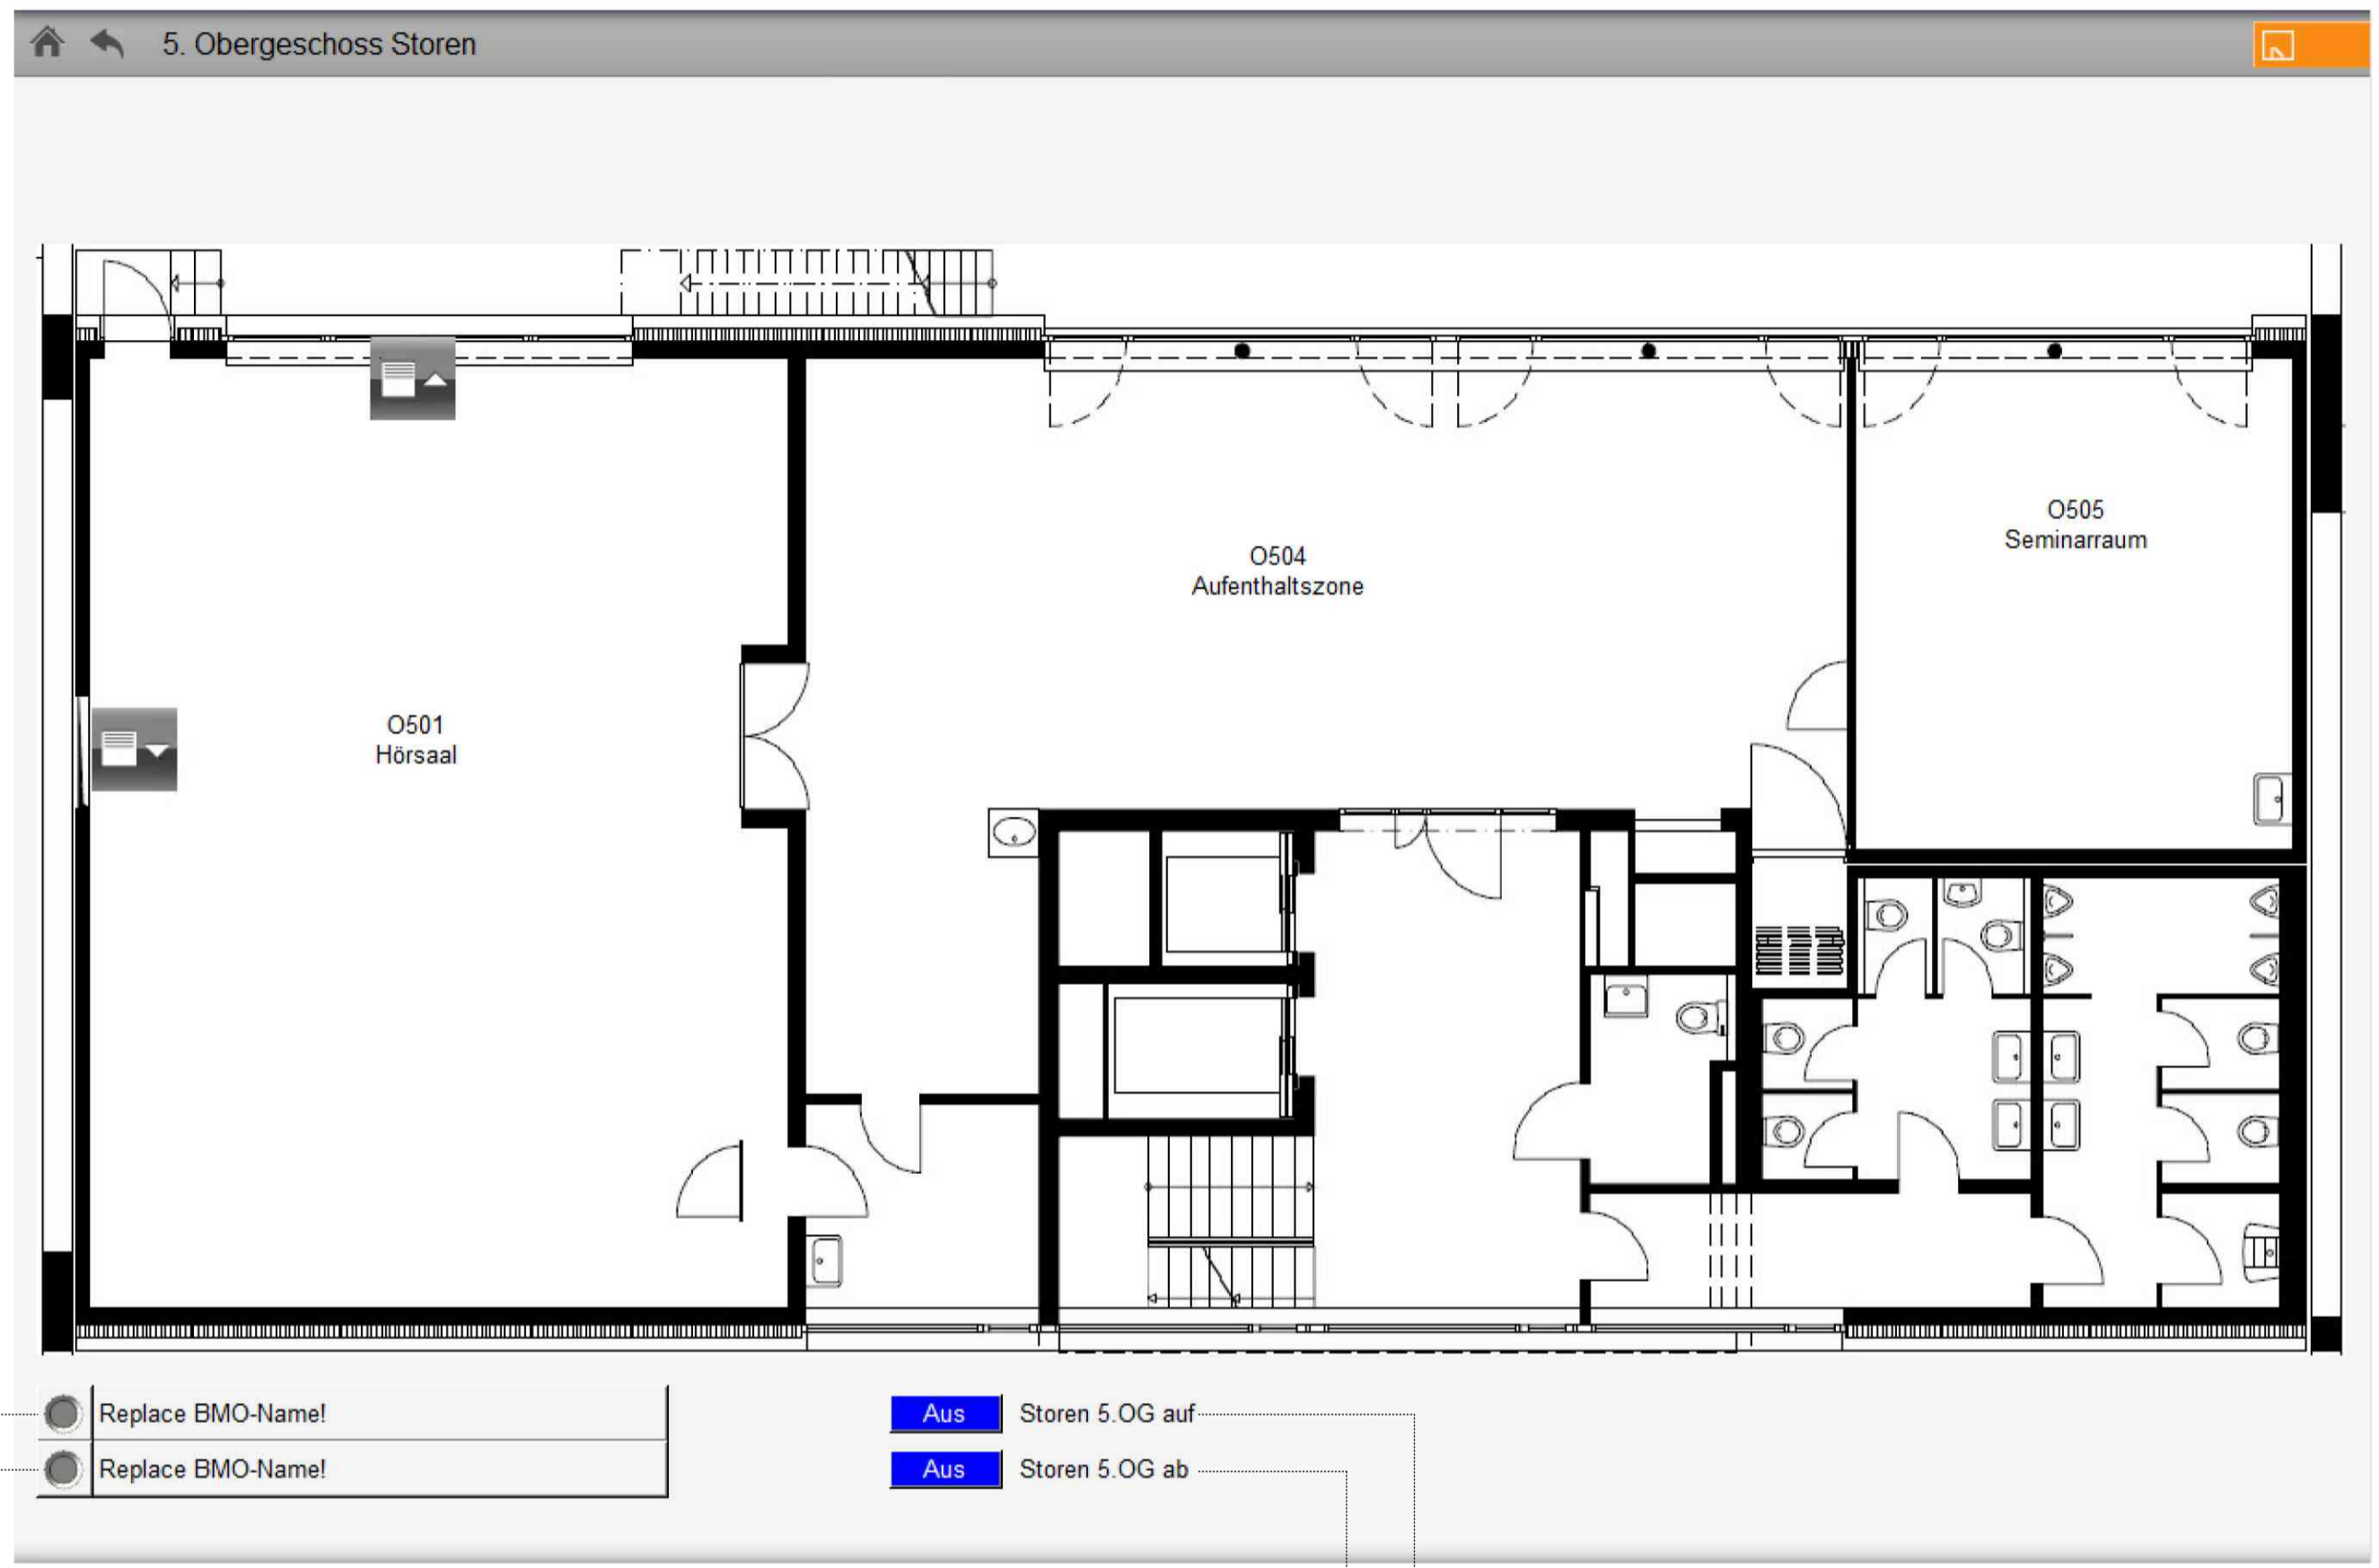 5. Obergeschoss Storen
O505
Seminarraum
O504
Aufenthaltszone
O501
Hörsaal
Replace BMO-Name!
Aus
Storen 5.OG auf
Replace BMO-Name!
Aus
Storen 5.OG ab